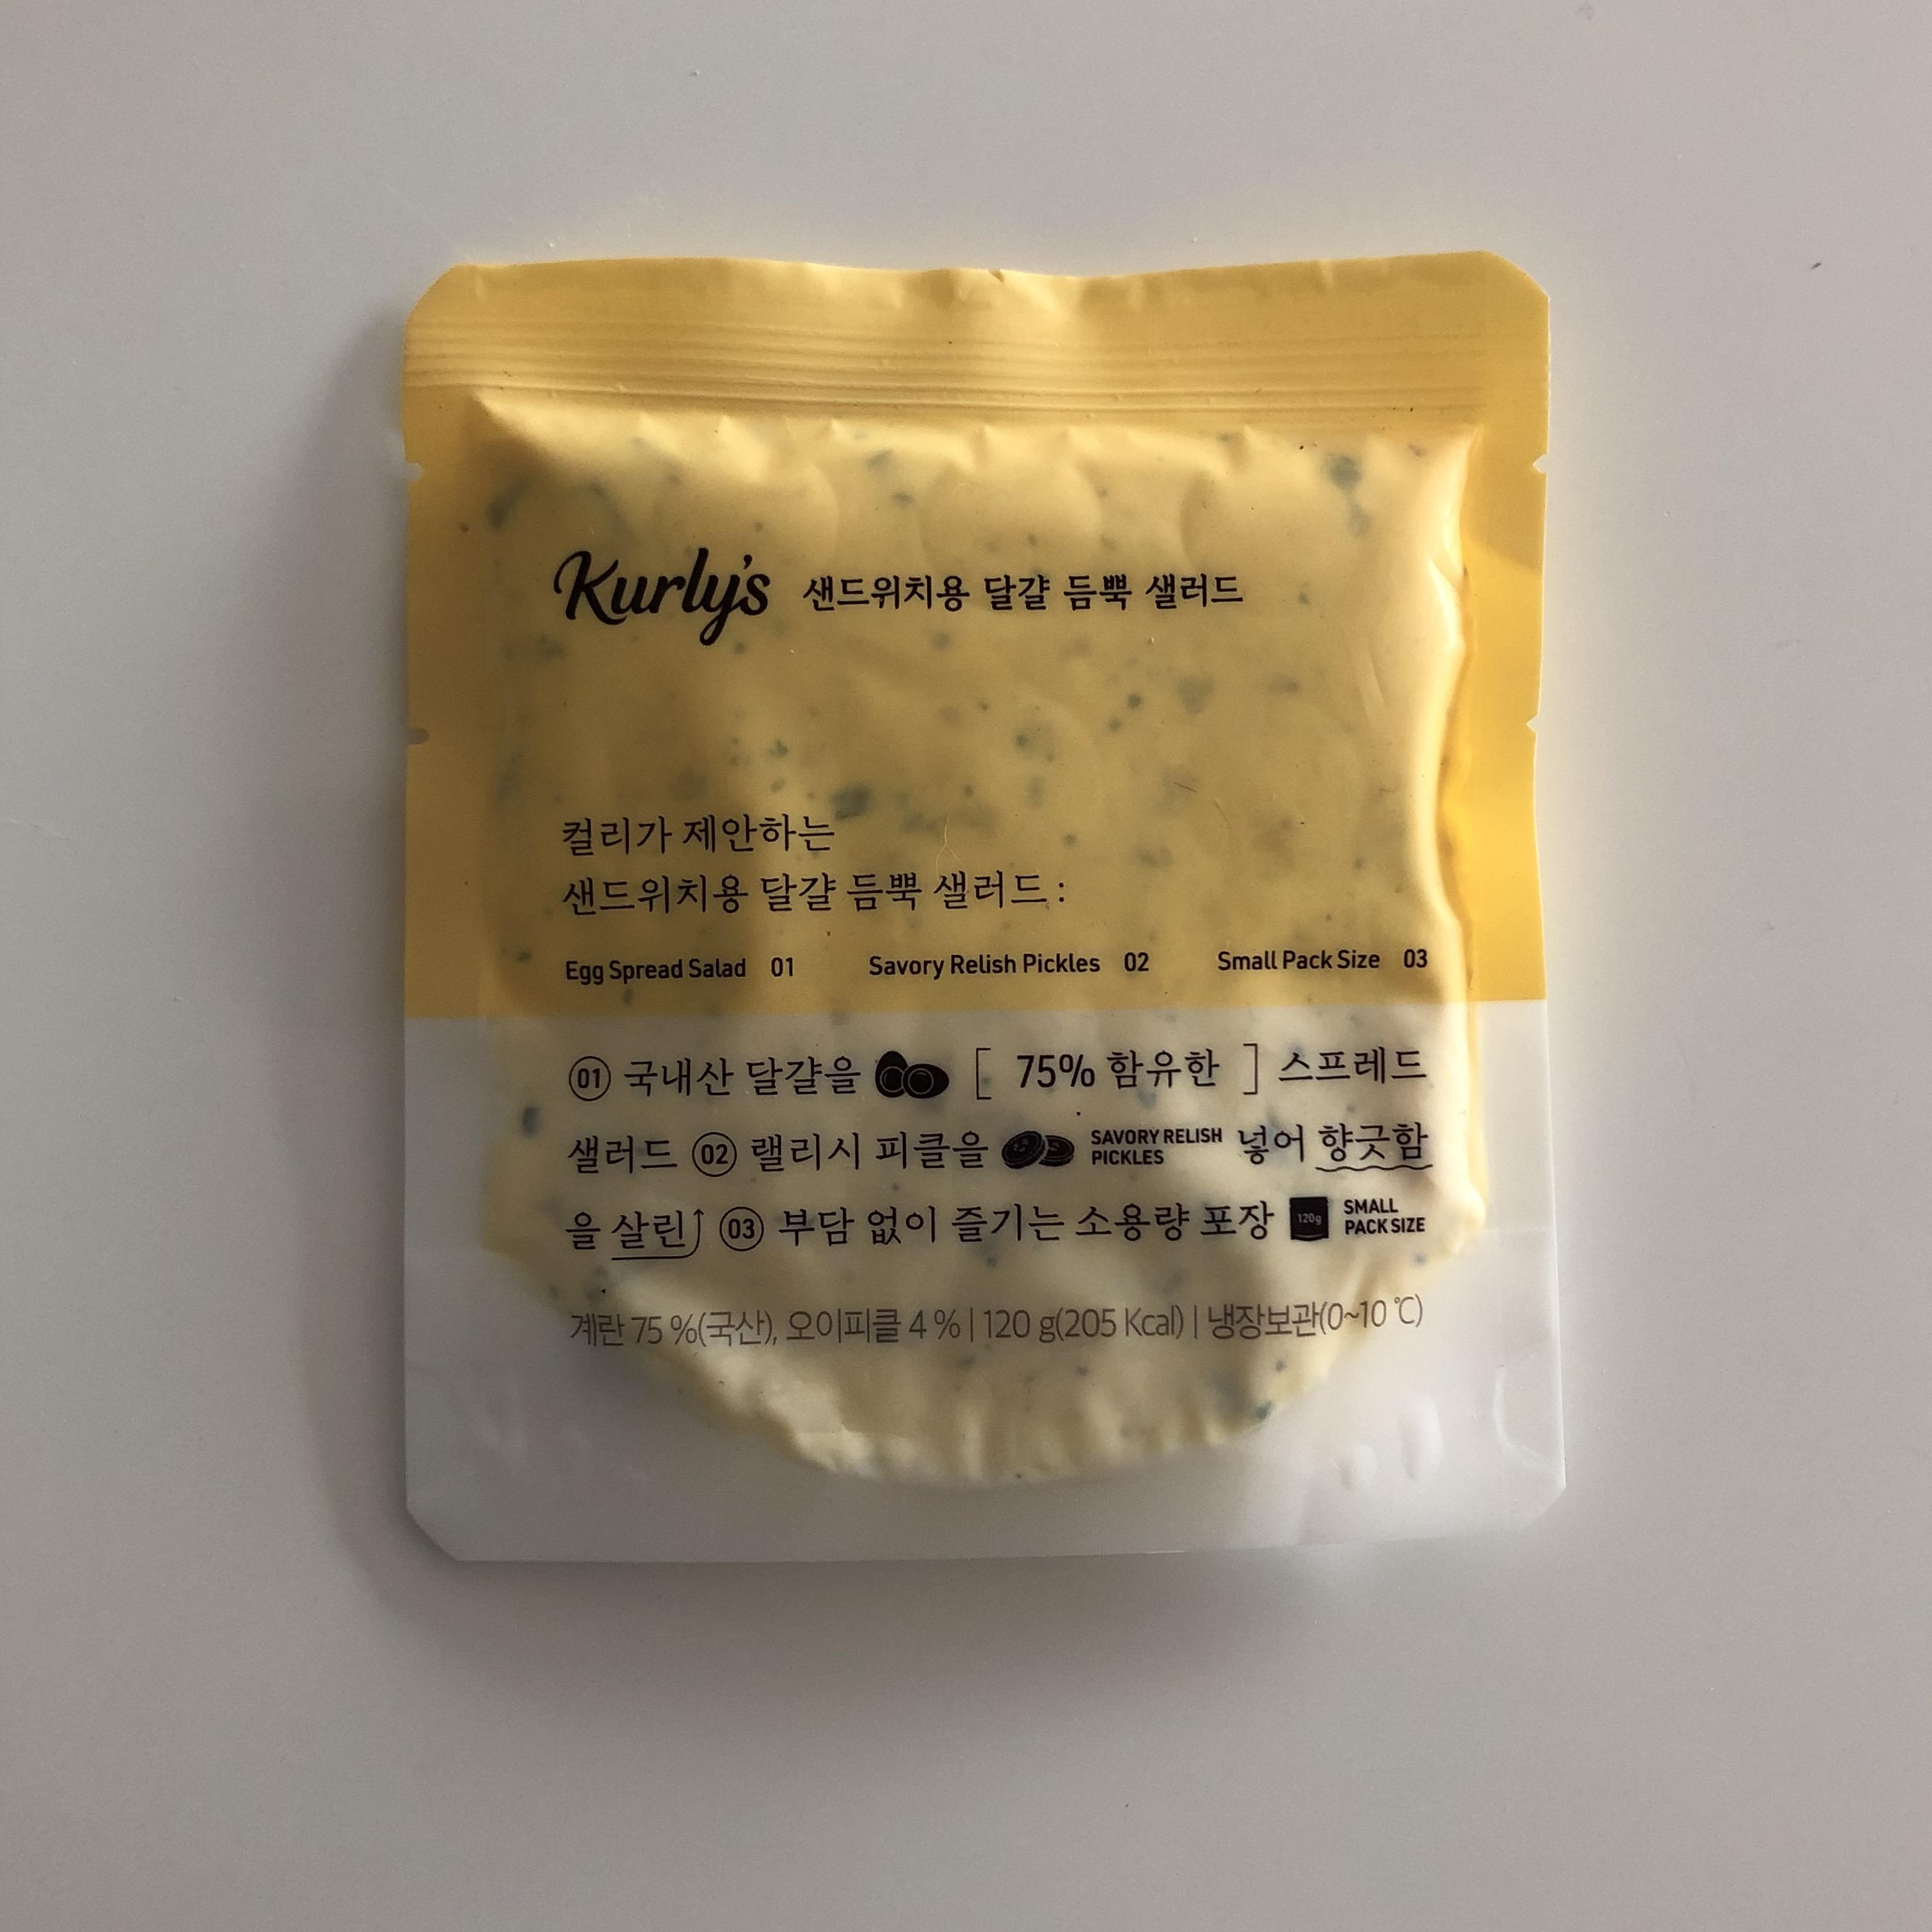 Kurly's 샌드위치용 달걀 듬뿍 샐러드
컬리가 제안하는
샌드위치용 달걀 듬뿍 샐러드 :
Egg Spread Salad 01 Savory Relish Pickles 02 Small Pack Size 03
01 국내산 달걀을 [ 75% 함유한 ] 스프레드
샐러드 02 랠리시 피클을 SAVORY RELISH PICKLES 넣어 향긋함
을 살린 03 부담 없이 즐기는 소용량 포장 120g SMALL PACK SIZE
계란 75 %(국산), 오이피클 4 % | 120 g(205 Kcal) | 냉장보관(0~10 ℃)